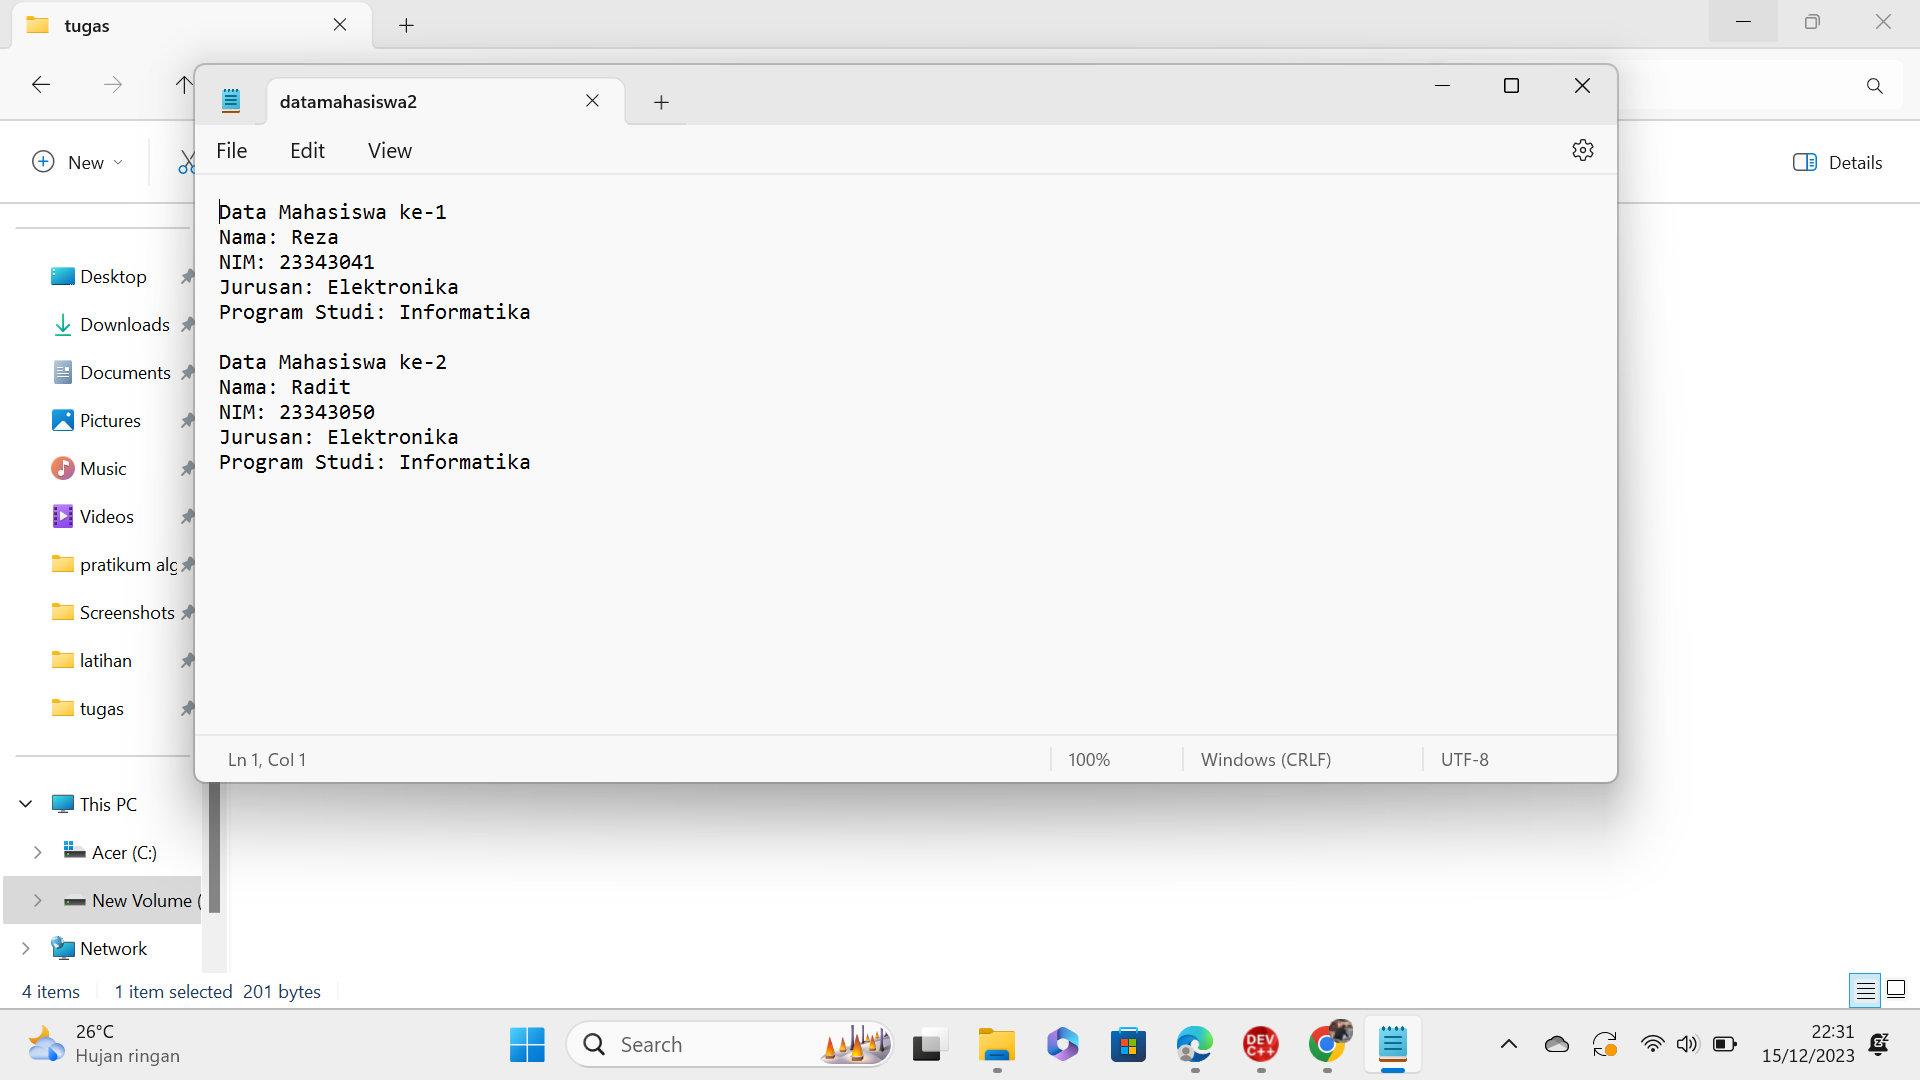 tugas
datamahasiswa2
File Edit View
New
Details
Data Mahasiswa ke-1
Nama: Reza
NIM: 23343041
Jurusan: Elektronika
Program Studi: Informatika
Data Mahasiswa ke-2
Nama: Radit
NIM: 23343050
Jurusan: Elektronika
Program Studi: Informatika
Desktop
Downloads
Documents
Pictures
Music
Videos
pratikum alg
Screenshots
latihan
tugas
Ln 1, Col 1 100% Windows (CRLF) UTF-8
This PC
Acer (C:)
New Volume (
Network
4 items 1 item selected 201 bytes
26°C
Hujan ringan
Search
DEV
C++
22:31
15/12/2023